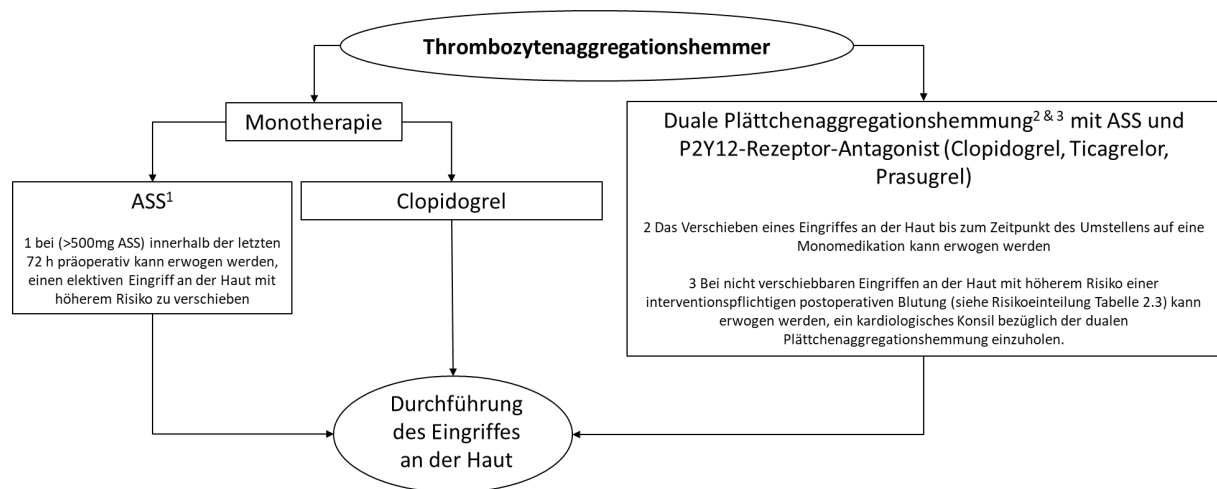 Thrombozytenaggregationshemmer
Monotherapie
ASS1
1 bei (>500mg ASS) innerhalb der letzten
72 h präoperativ kann erwogen werden,
einen elektiven Eingriff an der Haut mit
höherem Risiko zu verschieben
Clopidogrel
Duale Plättchenaggregationshemmung2 & 3 mit ASS und
P2Y12-Rezeptor-Antagonist (Clopidogrel, Ticagrelor,
Prasugrel)
2 Das Verschieben eines Eingriffes an der Haut bis zum Zeitpunkt des Umstellens auf eine
Monomedikation kann erwogen werden
3 Bei nicht verschiebbaren Eingriffen an der Haut mit höherem Risiko einer
interventionspflichtigen postoperativen Blutung (siehe Risikoeinteilung Tabelle 2.3) kann
erwogen werden, ein kardiologisches Konsil bezüglich der dualen
Plättchenaggregationshemmung einzuholen.
Durchführung
des Eingriffes
an der Haut